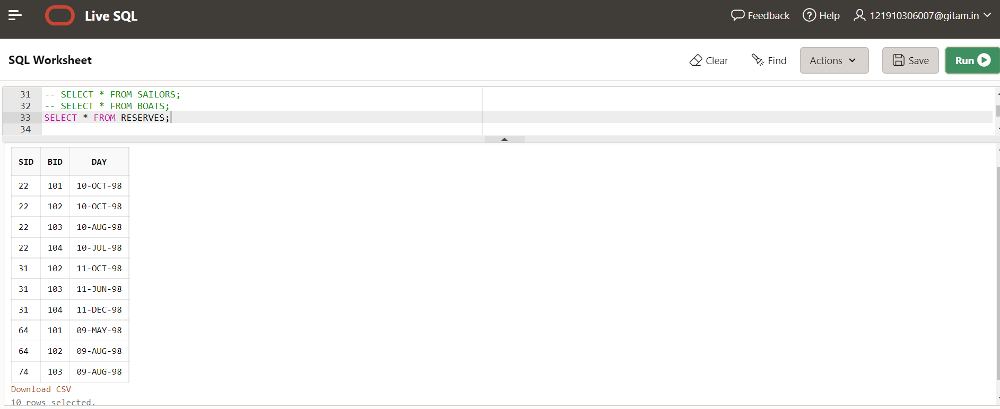 Live SQL
Feedback Help 121910306007@gitam.in
SQL Worksheet
Clear Find Actions Save Run
31 -- SELECT * FROM SAILORS;
32 -- SELECT * FROM BOATS;
33 SELECT * FROM RESERVES;
34
SID BID DAY
22 101 10-OCT-98
22 102 10-OCT-98
22 103 10-AUG-98
22 104 10-JUL-98
31 102 11-OCT-98
31 103 11-JUN-98
31 104 11-DEC-98
64 101 09-MAY-98
64 102 09-AUG-98
74 103 09-AUG-98
Download CSV
10 rows selected.